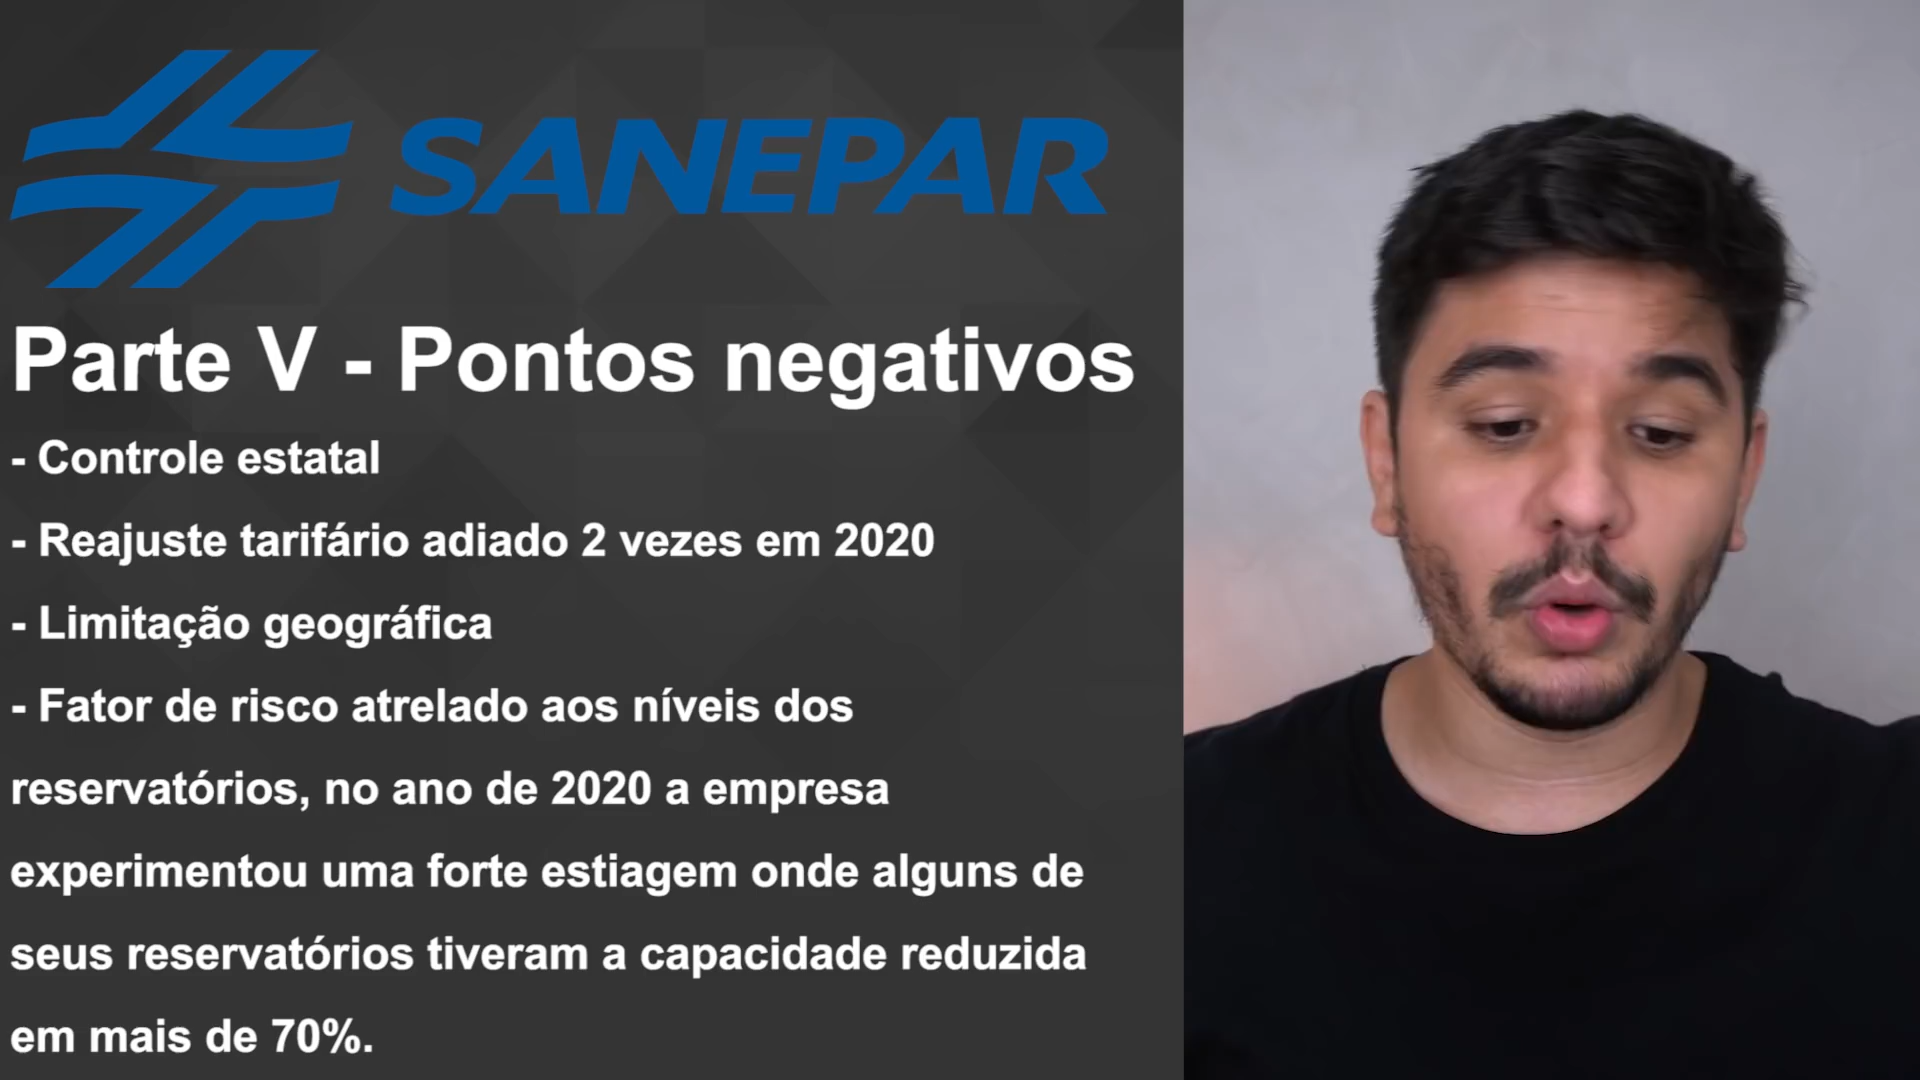 SANEPAR
Parte V - Pontos negativos
- Controle estatal
- Reajuste tarifário adiado 2 vezes em 2020
- Limitação geográfica
- Fator de risco atrelado aos níveis dos
reservatórios, no ano de 2020 a empresa
experimentou uma forte estiagem onde alguns de
seus reservatórios tiveram a capacidade reduzida
em mais de 70%.